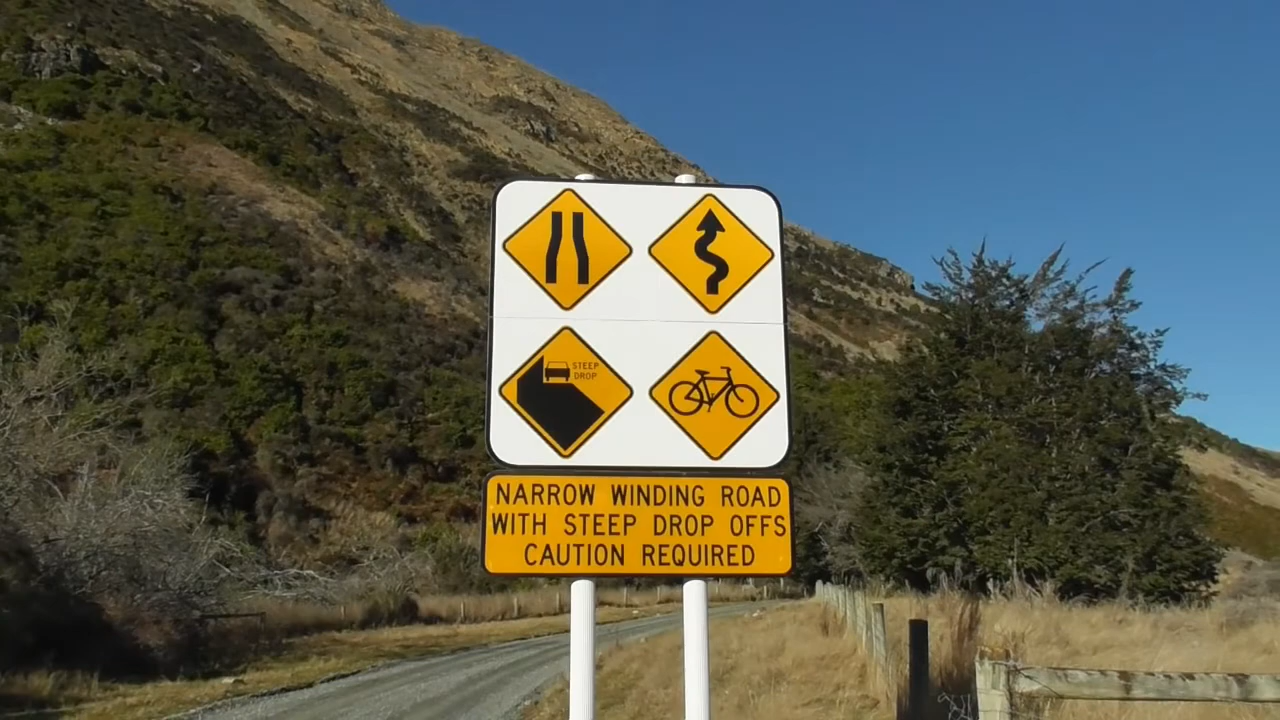 STEEP
DROP
NARROW WINDING ROAD
WITH STEEP DROP OFFS
CAUTION REQUIRED